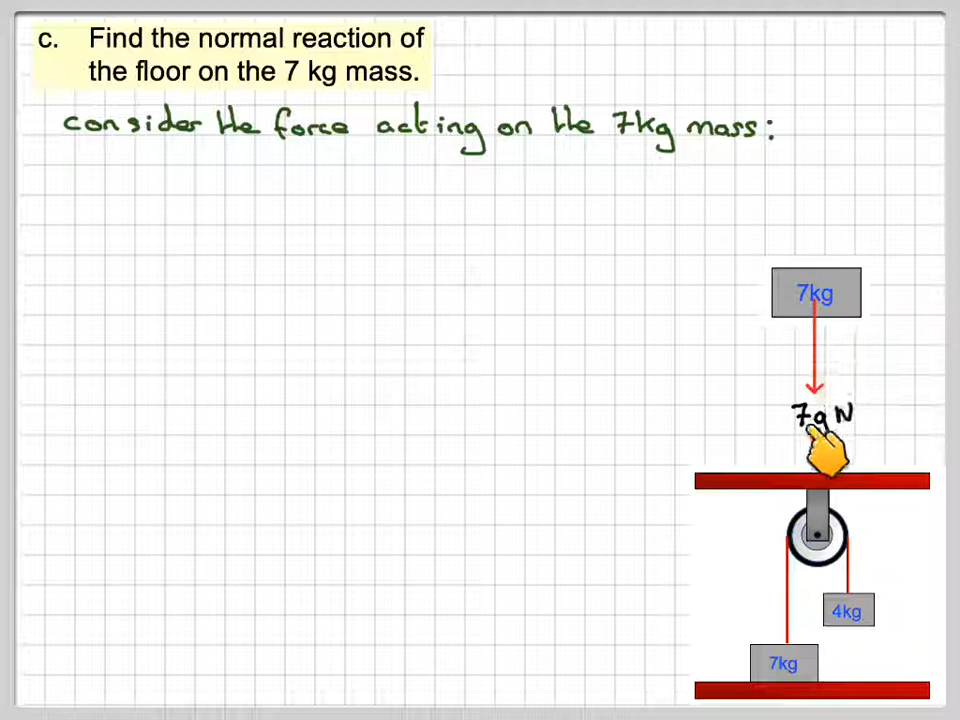 c. Find the normal reaction of
the floor on the 7 kg mass.
consider the force acting on the 7kg mass:
7kg
7g N
4kg
7kg